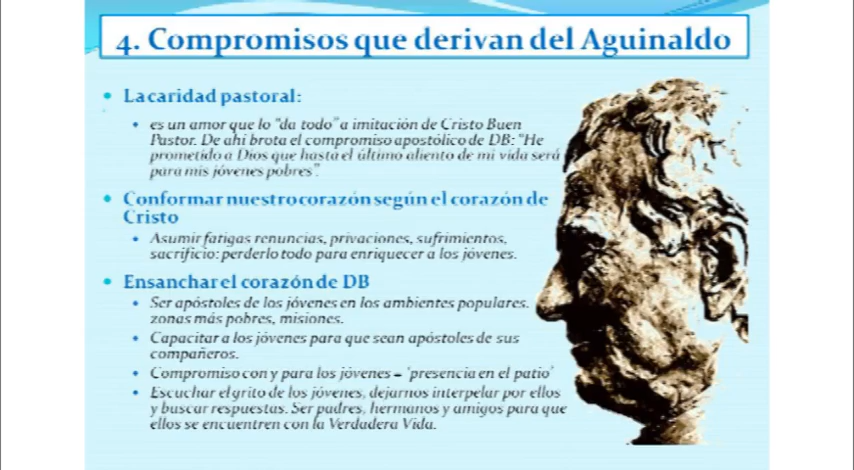 4. Compromisos que derivan del Aguinaldo
La caridad pastoral:
es un amor que lo "da todo" a imitación de Cristo Buen
Pastor. De ahí brota el compromiso apostólico de DB: "He
prometido a Dios que hasta el último aliento de mi vida será
para mis jóvenes pobres".
Conformar nuestro corazón según el corazón de
Cristo
Asumir fatigas renuncias, privaciones, sufrimientos,
sacrificio: perderlo todo para enriquecer a los jóvenes.
Ensanchar el corazón de DB
Ser apóstoles de los jóvenes en los ambientes populares.
zonas más pobres, misiones.
Capacitar a los jóvenes para que sean apóstoles de sus
compañeros.
Compromiso con y para los jóvenes = 'presencia en el patio'
Escuchar el grito de los jóvenes, dejarnos interpelar por ellos
y buscar respuestas. Ser padres, hermanos y amigos para que
ellos se encuentren con la Verdadera Vida.